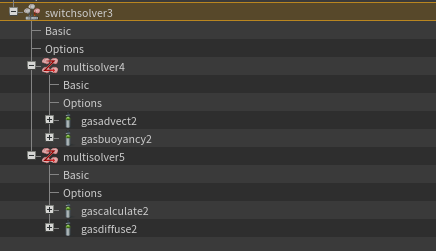 switchsolver3
Basic
Options
multisolver4
Basic
Options
gasadvect2
gasbuoyancy2
multisolver5
Basic
Options
gascalculate2
gasdiffuse2